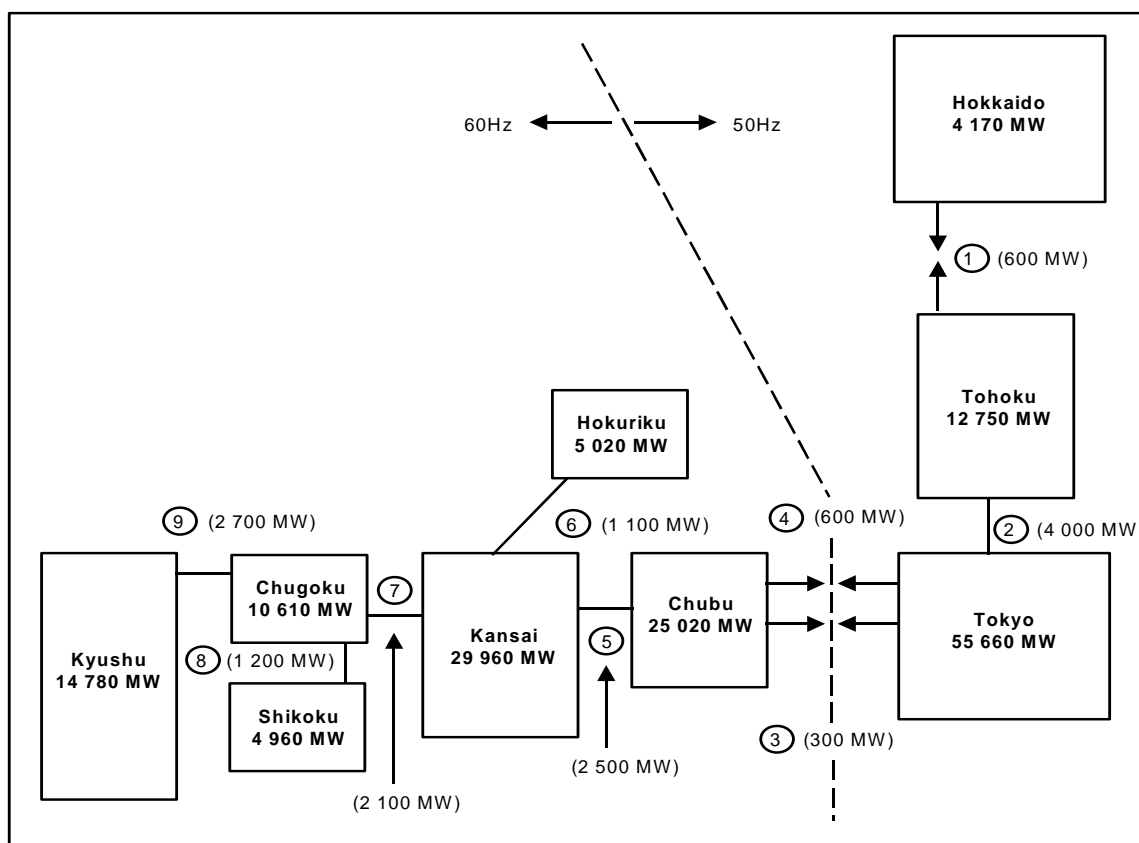 Hokkaido
4 170 MW
60Hz
50Hz
1 (600 MW)
Tohoku
12 750 MW
Hokuriku
5 020 MW
9 (2 700 MW)
6 (1 100 MW)
4 (600 MW)
2 (4 000 MW
Chugoku
10 610 MW
7
Kansai
29 960 MW
Chubu
25 020 MW
Tokyo
55 660 MW
5
Kyushu
14 780 MW
8 (1 200 MW)
Shikoku
4 960 MW
3 (300 MW)
(2 500 MW)
(2 100 MW)